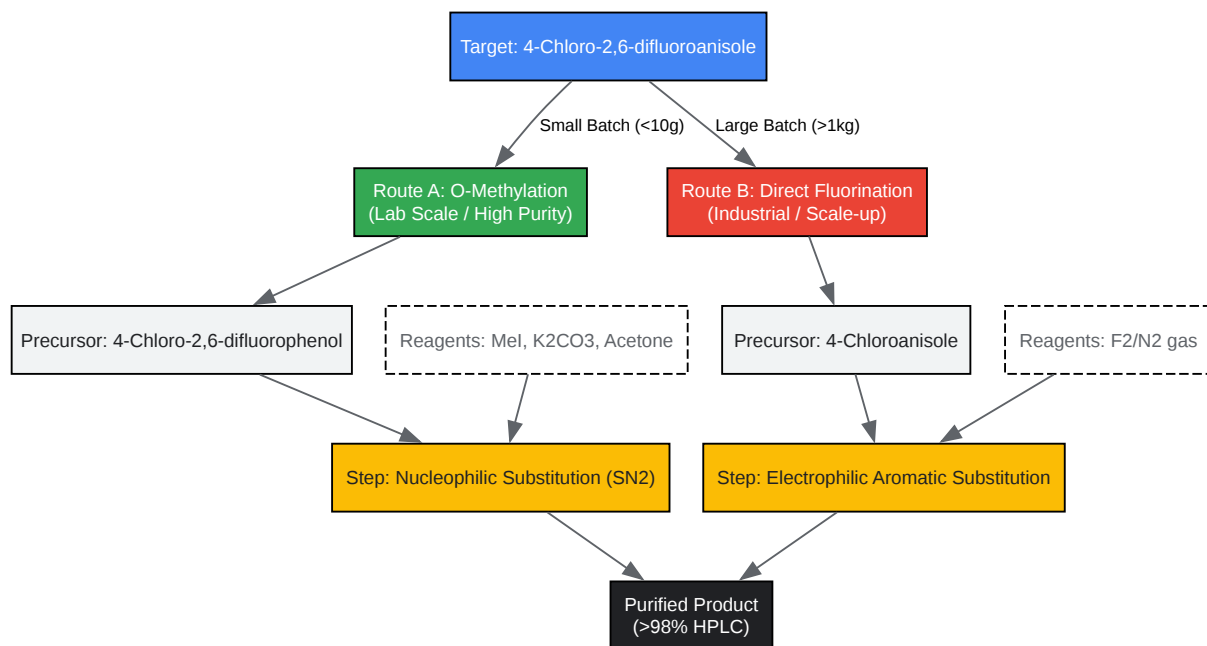 Target: 4-Chloro-2,6-difluoroanisole
Small Batch (<10g)
Large Batch (>1kg)
Route A: O-Methylation
(Lab Scale / High Purity)
Route B: Direct Fluorination
(Industrial / Scale-up)
Precursor: 4-Chloro-2,6-difluorophenol
Reagents: MeI, K2CO3, Acetone
Precursor: 4-Chloroanisole
Reagents: F2/N2 gas
Step: Nucleophilic Substitution (SN2)
Step: Electrophilic Aromatic Substitution
Purified Product
(>98% HPLC)